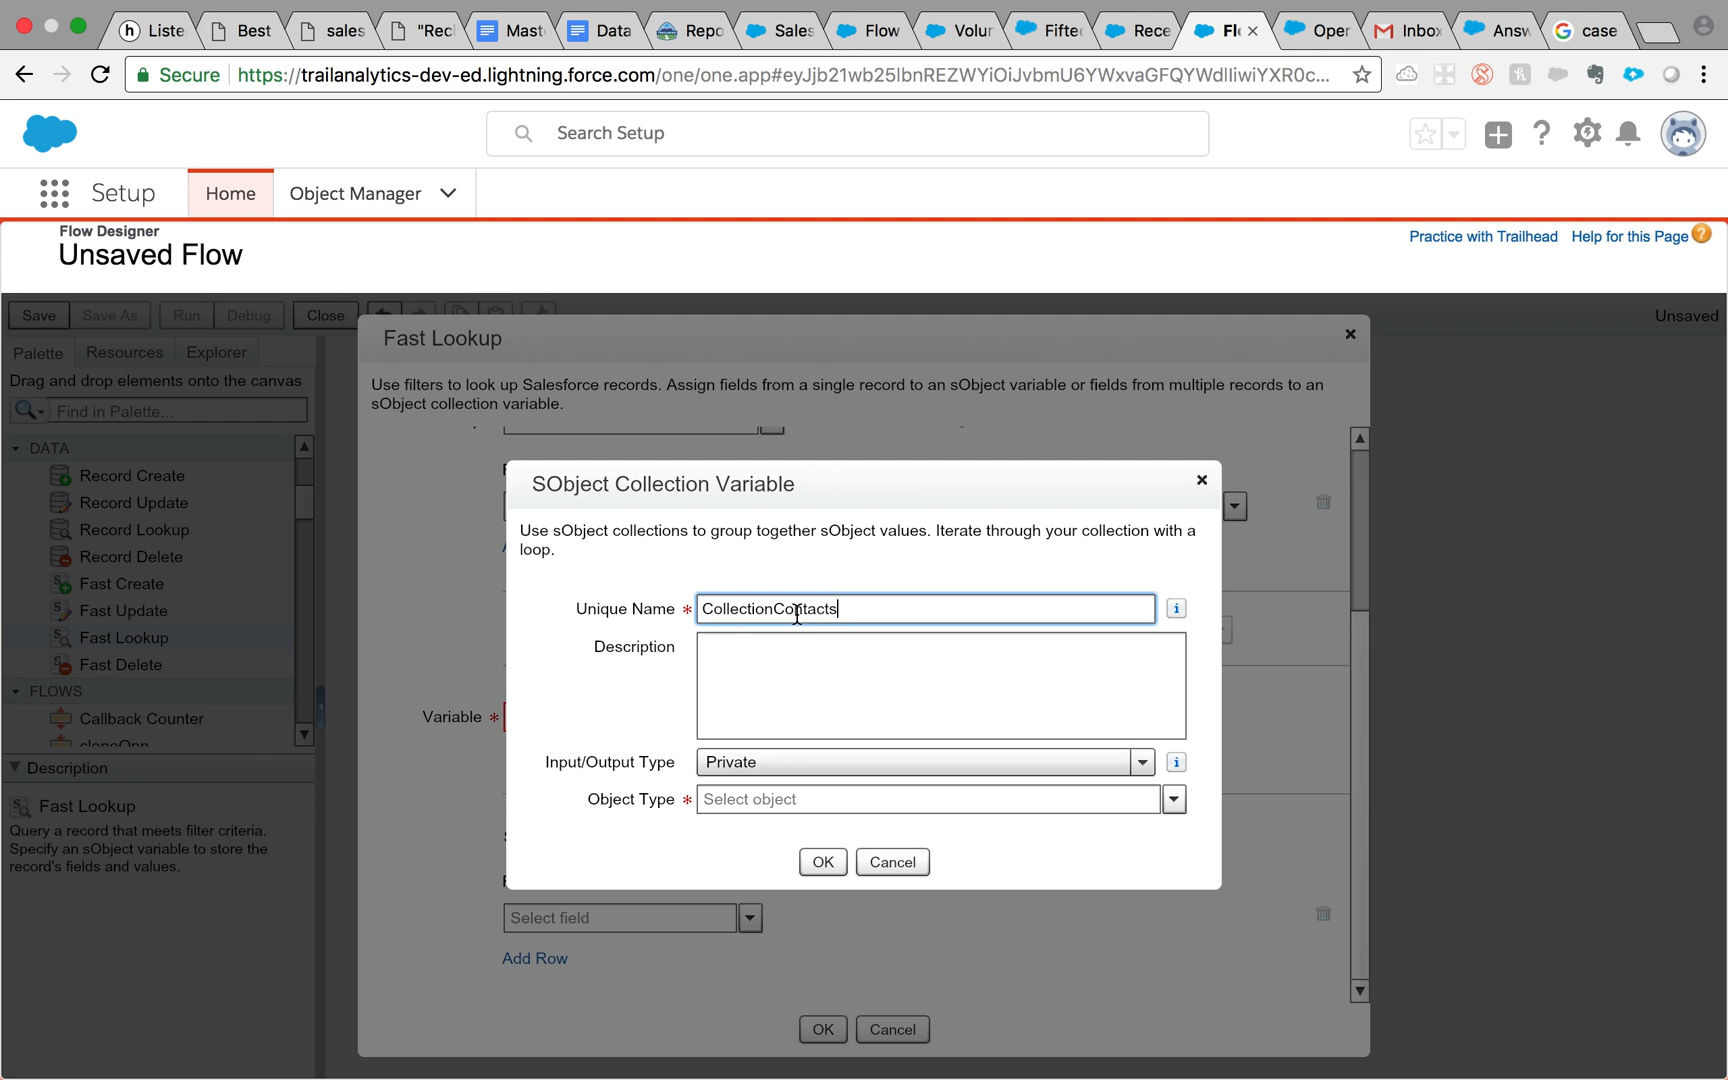 Liste
Best
sales
"Recl
Mast
Data
Repo
Sales
Flow
Volur
Fifte
Rece
Flo
Oper
Inbox
Answ
case
Secure
https://trailanalytics-dev-ed.lightning.force.com/one/one.app#eyJjb21wb25lbnREZWYiOiJvbmU6YWxvaGFQYWdlIiwiYXR0c...
Search Setup
Setup
Home
Object Manager
Flow Designer
Unsaved Flow
Practice with Trailhead
Help for this Page
Save
Save As
Run
Debug
Close
Unsaved
Palette
Resources
Explorer
Drag and drop elements onto the canvas
Find in Palette...
DATA
Record Create
Record Update
Record Lookup
Record Delete
Fast Create
Fast Update
Fast Lookup
Fast Delete
FLOWS
Callback Counter
cloneOpp
Description
Fast Lookup
Query a record that meets filter criteria.
Specify an sObject variable to store the
record's fields and values.
Fast Lookup
Use filters to look up Salesforce records. Assign fields from a single record to an sObject variable or fields from multiple records to an
sObject collection variable.
Variable *
SObject Collection Variable
Use sObject collections to group together sObject values. Iterate through your collection with a
loop.
Unique Name * CollectionContacts
Description
Input/Output Type Private
Object Type * Select object
OK
Cancel
Select field
Add Row
OK
Cancel